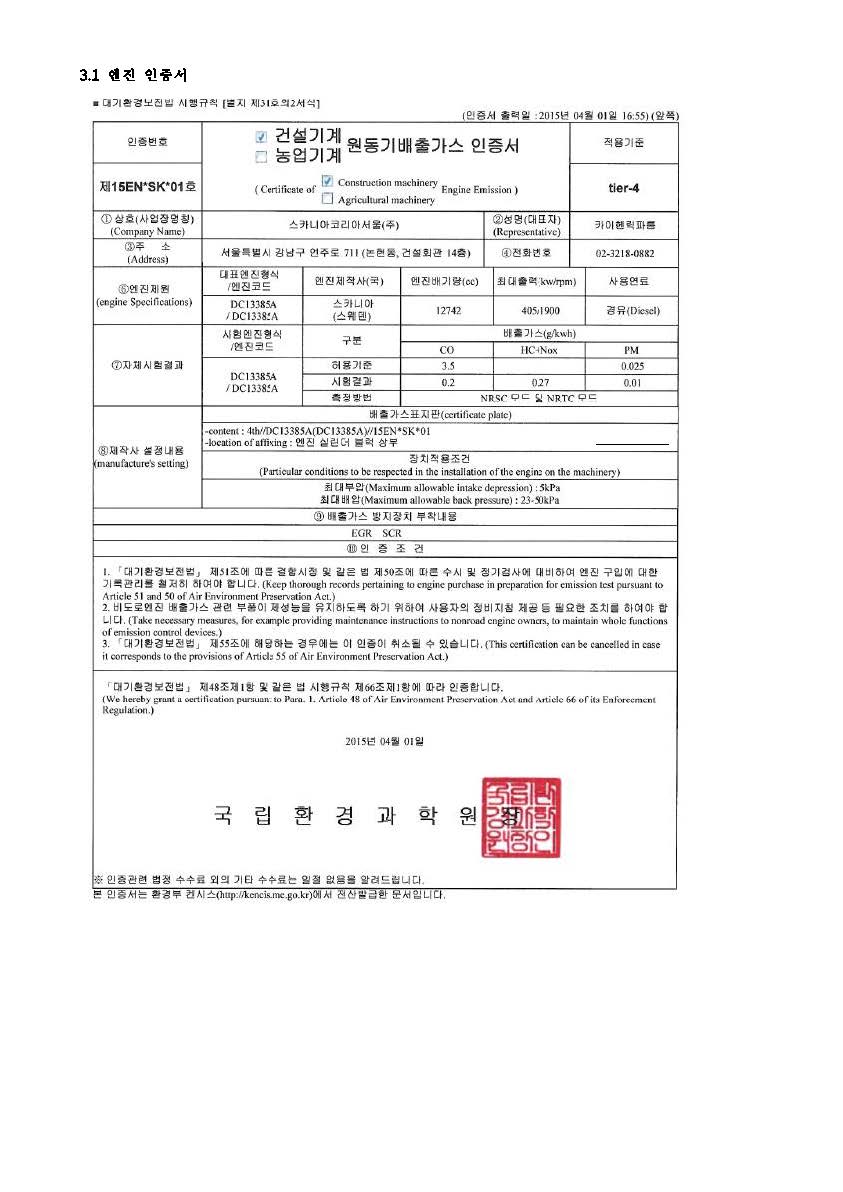 3.1 엔진 인증서
■ 대기환경보전법 시행규칙 [별지 제31호의2서식]
(인증서 출력일 : 2015년 04월 01일 16:55) (앞쪽)
인증번호
제15EN*SK*01호
☑ 건설기계
☐ 농업기계
원동기배출가스 인증서
( Certificate of ☑ Construction machinery
☐ Agricultural machinery
Engine Emission )
적용기준
tier-4
① 상호(사업장명칭)
(Company Name)
스카니아코리아서울(주)
②성명(대표자)
(Representative)
카이헨릭파름
③주 소
(Address)
서울특별시 강남구 언주로 711 (논현동, 건설회관 14층)
④전화번호
02-3218-0882
⑥엔진제원
(engine Specifications)
대표엔진형식
/엔진코드
엔진제작사(국)
엔진배기량(cc)
최대출력(kw/rpm)
사용연료
DC13385A
/ DC13385A
스카니아
(스웨덴)
12742
405/1900
경유(Diesel)
⑦자체시험결과
시험엔진형식
/엔진코드
구분
배출가스(g/kwh)
CO
HC+Nox
PM
DC13385A
/ DC13385A
허용기준
3.5
0.025
시험결과
0.2
0.27
0.01
측정방법
NRSC 모드 및 NRTC 모드
⑧제작사 설정내용
(manufacture's setting)
배출가스표지판(certificate plate)
-content : 4th//DC13385A(DC13385A)//15EN*SK*01
-location of affixing : 엔진 실린더 블럭 상부
장치적용조건
(Particular conditions to be respected in the installation of the engine on the machinery)
최대부압(Maximum allowable intake depression) : 5kPa
최대배압(Maximum allowable back pressure) : 23-50kPa
⑨ 배출가스 방지장치 부착내용
EGR SCR
⑩ 인 증 조 건
1. 「대기환경보전법」 제51조에 따른 결함시정 및 같은 법 제50조에 따른 수시 및 정기검사에 대비하여 엔진 구입에 대한
기록관리를 철저히 하여야 합니다. (Keep thorough records pertaining to engine purchase in preparation for emission test pursuant to
Article 51 and 50 of Air Environment Preservation Act.)
2. 비도로엔진 배출가스 관련 부품이 제성능을 유지하도록 하기 위하여 사용자의 정비지침 제공 등 필요한 조치를 하여야 합
니다. (Take necessary measures, for example providing maintenance instructions to nonroad engine owners, to maintain whole functions
of emission control devices.)
3. 「대기환경보전법」 제55조에 해당하는 경우에는 이 인증이 취소될 수 있습니다. (This certification can be cancelled in case
it corresponds to the provisions of Article 55 of Air Environment Preservation Act.)
「대기환경보전법」 제48조제1항 및 같은 법 시행규칙 제66조제1항에 따라 인증합니다.
(We hereby grant a certification pursuant to Para. 1. Article 48 of Air Environment Preservation Act and Article 66 of its Enforcement
Regulation.)
2015년 04월 01일
국 립 환 경 과 학 원 장
※ 인증관련 법정 수수료 외의 기타 수수료는 일절 없음을 알려드립니다.
본 인증서는 환경부 켄시스(http://kencis.me.go.kr)에서 전산발급한 문서입니다.